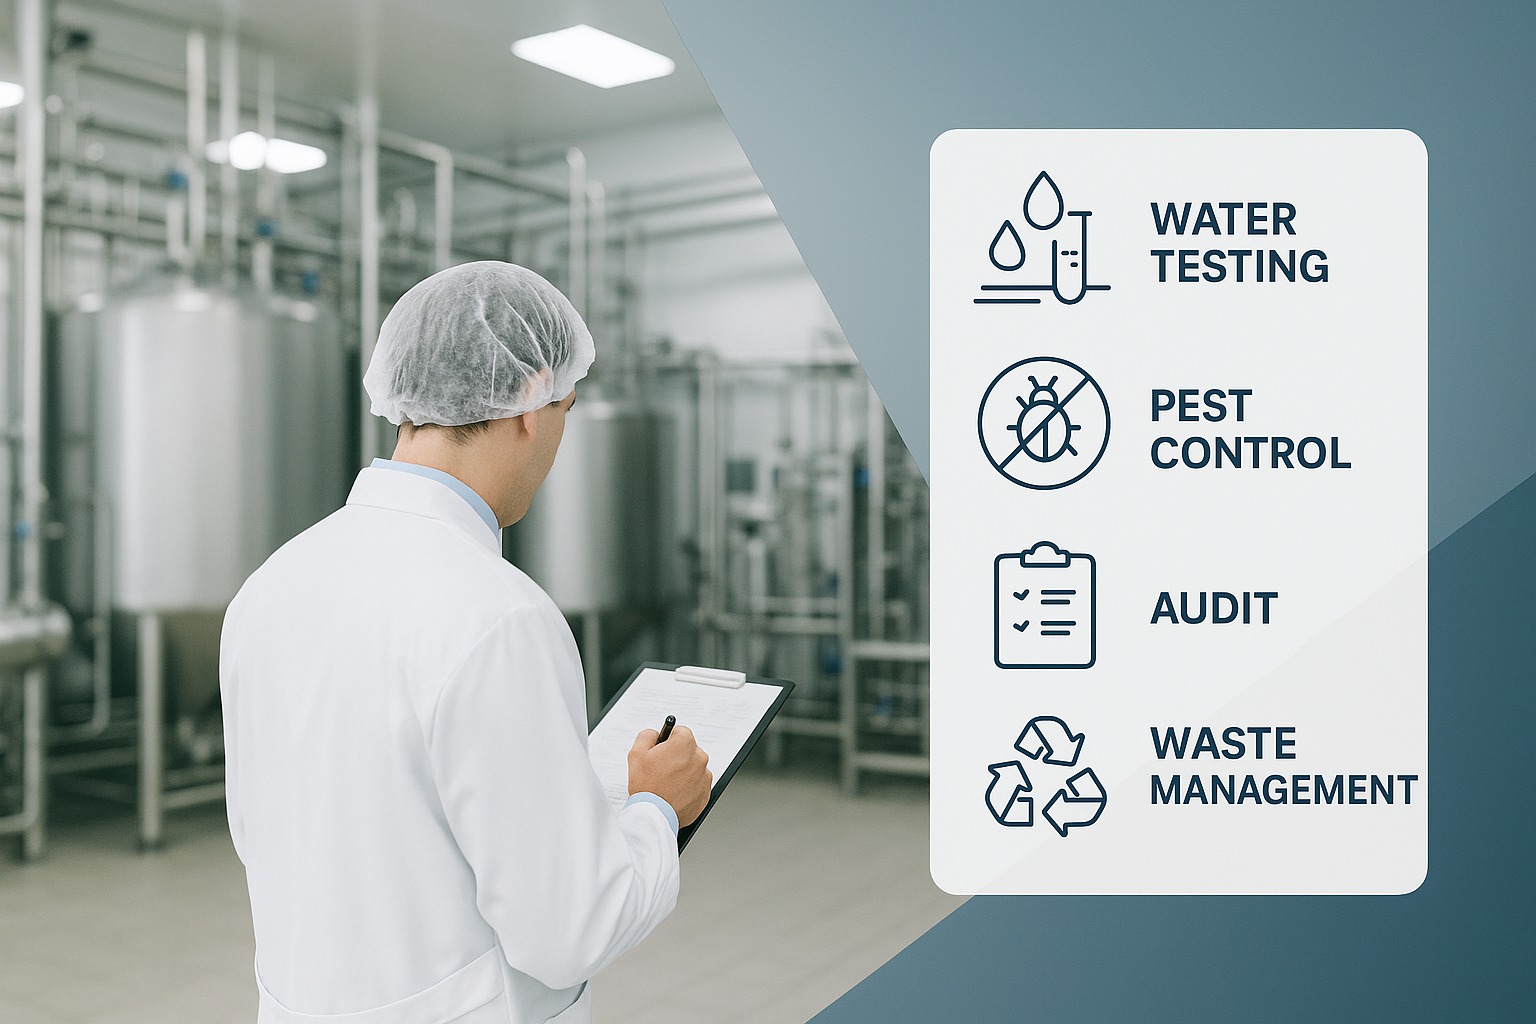 WATER
TESTING
PEST
CONTROL
AUDIT
WASTE
MANAGEMENT